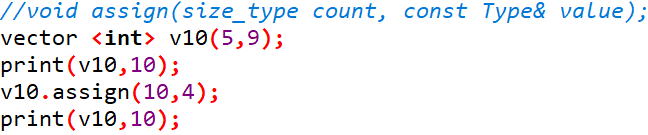 //void assign(size_type count, const Type& value);
vector <int> v10(5,9);
print(v10,10);
v10.assign(10,4);
print(v10,10);